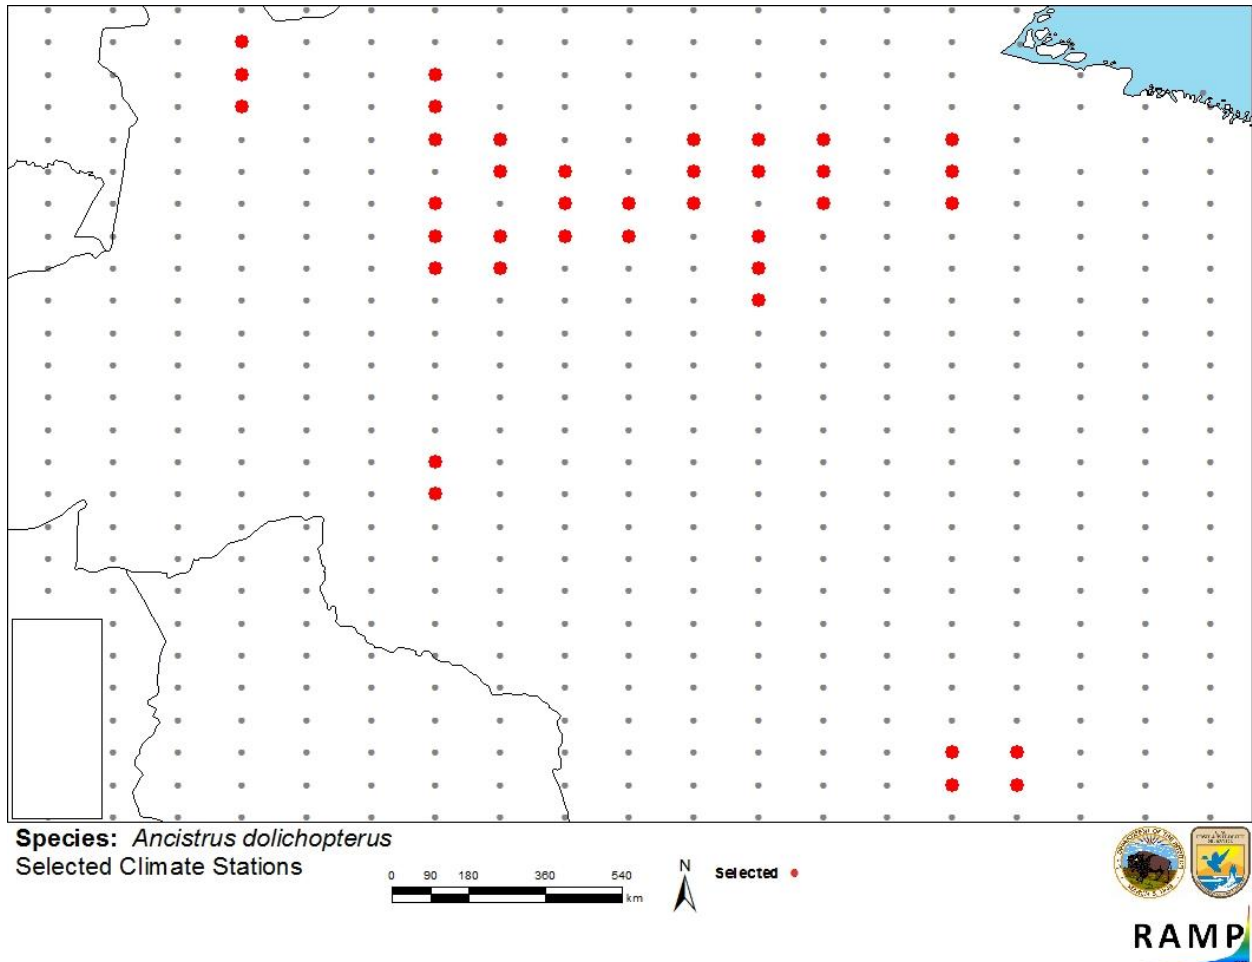 Species: Ancistrus dolichopterus
Selected Climate Stations
0 90 180 360 540
km
N
Selected
RAMP